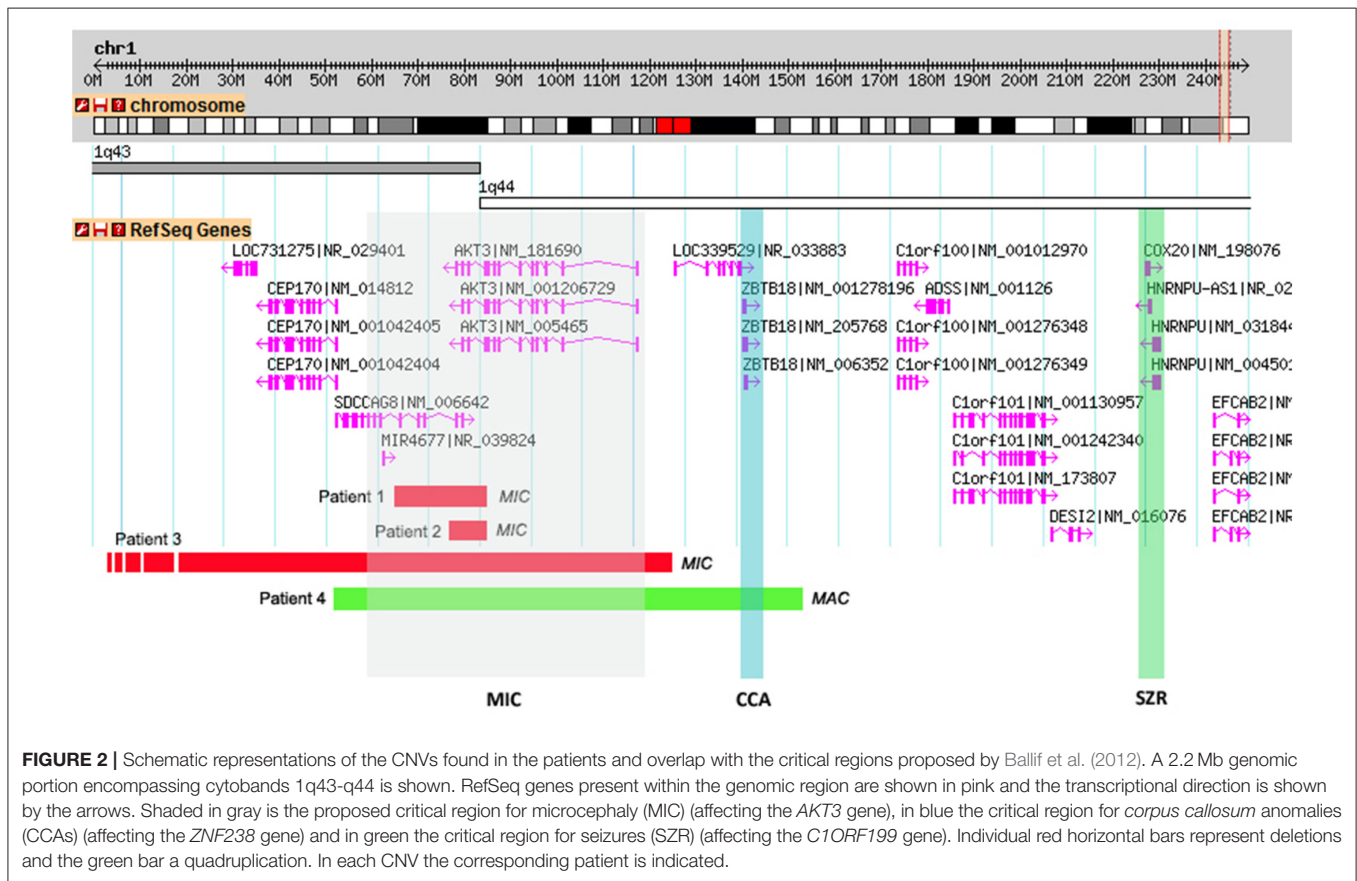 chr1
0M 10M 20M 30M 40M 50M 60M 70M 80M 90M 100M 110M 120M 130M 140M 150M 160M 170M 180M 190M 200M 210M 220M 230M 240M
chromosome
1q43
1q44
RefSeq Genes
LOC731275|NR_029401 AKT3|NM_181690 LOC339529|NR_033883 C1orf100|NM_001012970 COX20|NM_198076
CEP170|NM_014812 AKT3|NM_001206729 ZBTB18|NM_001278196 ADSS|NM_001126 HNRNPU-AS1|NR_02
CEP170|NM_001042405 AKT3|NM_005465 ZBTB18|NM_205768 C1orf100|NM_001276348 HNRNPU|NM_03184
CEP170|NM_001042404 ZBTB18|NM_006352 C1orf100|NM_001276349 HNRNPU|NM_004501
SDCCAG8|NM_006642 C1orf101|NM_001130957 EFCAB2|NM
MIR4677|NR_039824 C1orf101|NM_001242340 EFCAB2|NR
Patient 1 MIC C1orf101|NM_173807 EFCAB2|NM
Patient 2 MIC DESI2|NM_016076 EFCAB2|NR
Patient 3 MIC
Patient 4 MAC
MIC CCA SZR
FIGURE 2 | Schematic representations of the CNVs found in the patients and overlap with the critical regions proposed by Ballif et al. (2012). A 2.2 Mb genomic
portion encompassing cytobands 1q43-q44 is shown. RefSeq genes present within the genomic region are shown in pink and the transcriptional direction is shown
by the arrows. Shaded in gray is the proposed critical region for microcephaly (MIC) (affecting the AKT3 gene), in blue the critical region for corpus callosum anomalies
(CCAs) (affecting the ZNF238 gene) and in green the critical region for seizures (SZR) (affecting the C1ORF199 gene). Individual red horizontal bars represent deletions
and the green bar a quadruplication. In each CNV the corresponding patient is indicated.